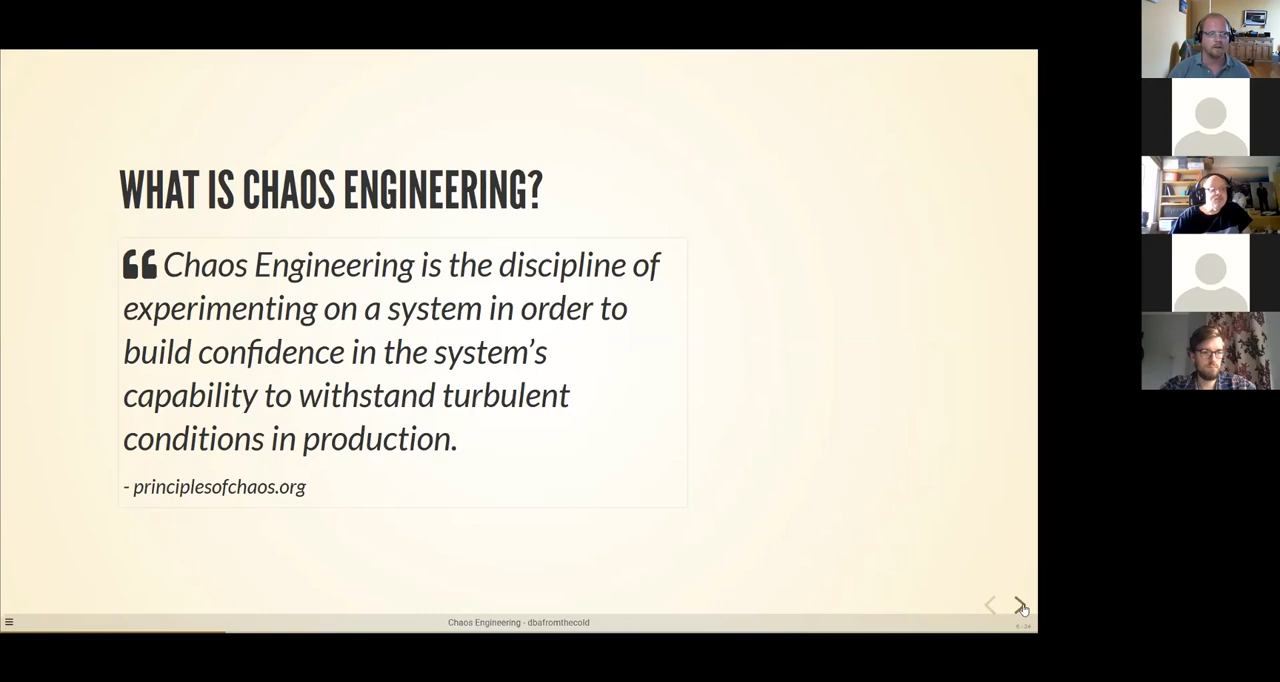 WHAT IS CHAOS ENGINEERING?
Chaos Engineering is the discipline of
experimenting on a system in order to
build confidence in the system’s
capability to withstand turbulent
conditions in production.
- principlesofchaos.org
Chaos Engineering - dbafromthecold